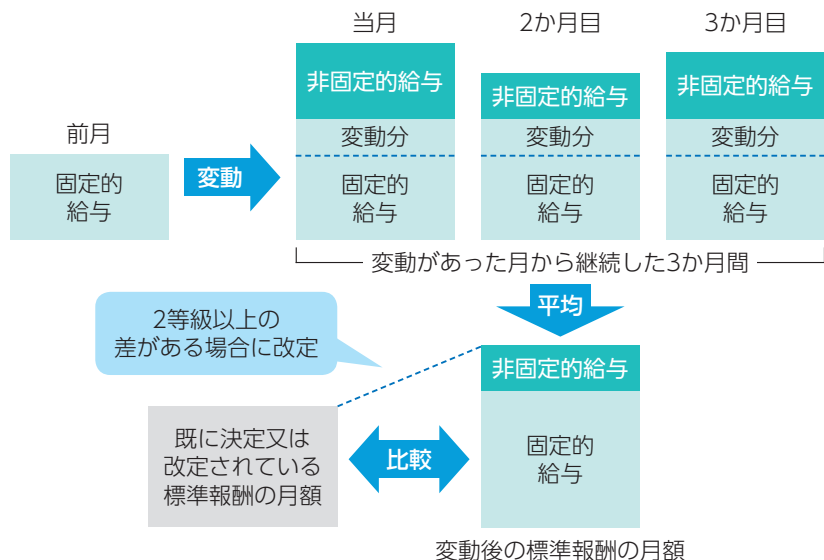 当月
2か月目
3か月目
非固定的給与
非固定的給与
非固定的給与
前月
変動分
変動分
変動分
固定的
給与
変動
固定的
給与
固定的
給与
固定的
給与
変動があった月から継続した3か月間
平均
2等級以上の
差がある場合に改定
非固定的給与
既に決定又は
改定されている
標準報酬の月額
比較
固定的
給与
変動後の標準報酬の月額